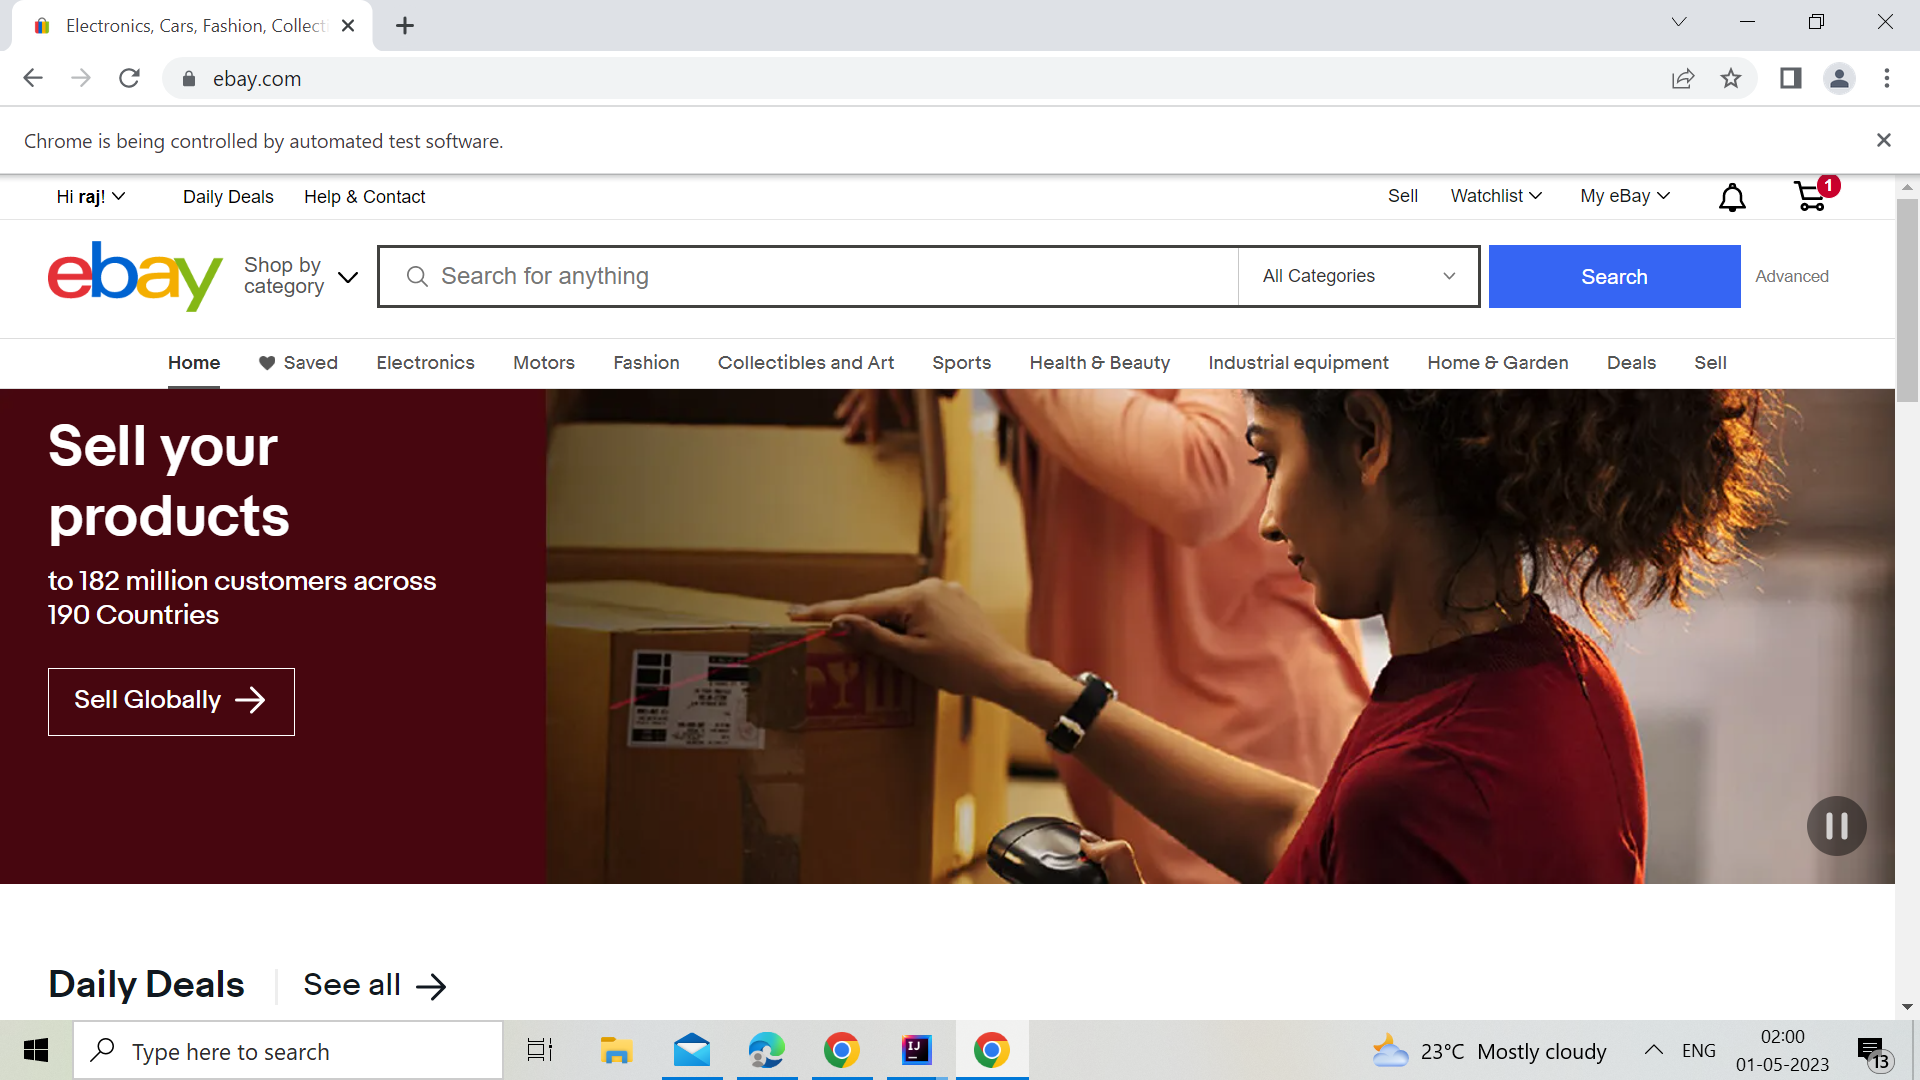 Electronics, Cars, Fashion, Collecti
ebay.com
Chrome is being controlled by automated test software.
Hi raj!
Daily Deals
Help & Contact
Sell
Watchlist
My eBay
1
ebay
Shop by
category
Search for anything
All Categories
Search
Advanced
Home
Saved
Electronics
Motors
Fashion
Collectibles and Art
Sports
Health & Beauty
Industrial equipment
Home & Garden
Deals
Sell
Sell your
products
to 182 million customers across
190 Countries
Sell Globally
Daily Deals
See all
Type here to search
IJ
23°C Mostly cloudy
ENG
02:00
01-05-2023
13